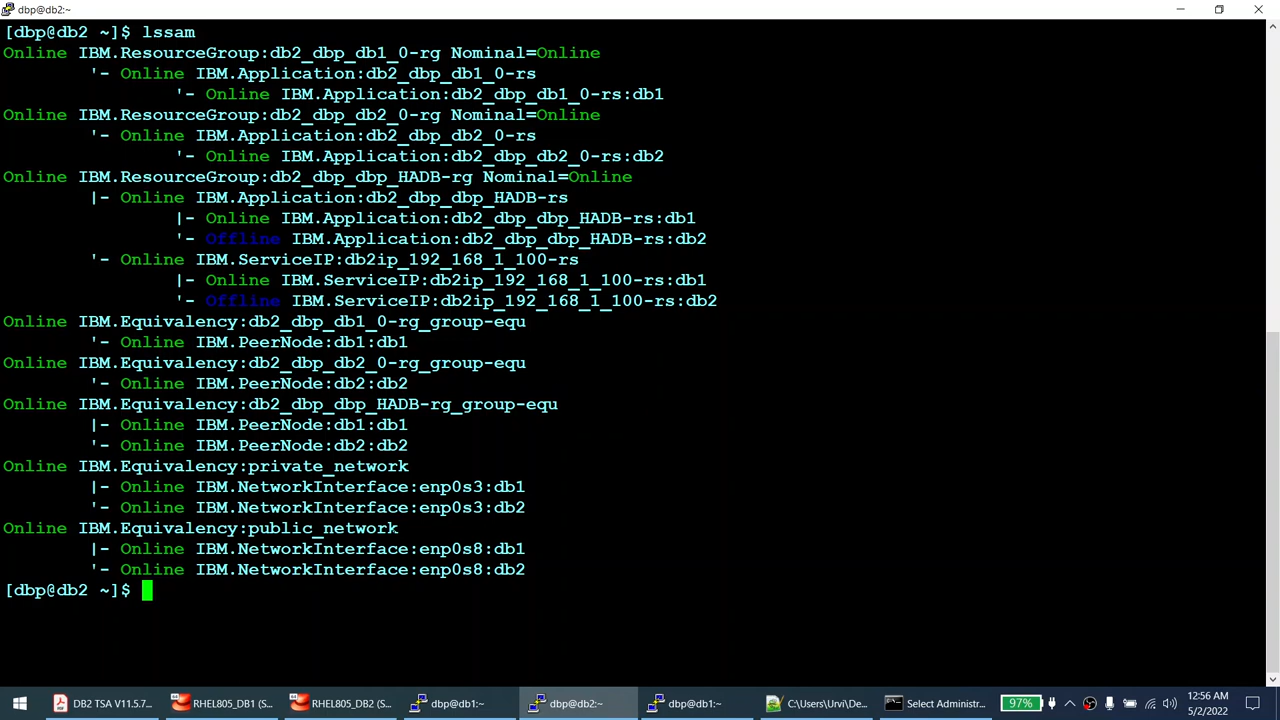 dbp@db2:~
[dbp@db2 ~]$ lssam
Online IBM.ResourceGroup:db2_dbp_db1_0-rg Nominal=Online
        '- Online IBM.Application:db2_dbp_db1_0-rs
                '- Online IBM.Application:db2_dbp_db1_0-rs:db1
Online IBM.ResourceGroup:db2_dbp_db2_0-rg Nominal=Online
        '- Online IBM.Application:db2_dbp_db2_0-rs
                '- Online IBM.Application:db2_dbp_db2_0-rs:db2
Online IBM.ResourceGroup:db2_dbp_dbp_HADB-rg Nominal=Online
        |- Online IBM.Application:db2_dbp_dbp_HADB-rs
                |- Online IBM.Application:db2_dbp_dbp_HADB-rs:db1
                '- Offline IBM.Application:db2_dbp_dbp_HADB-rs:db2
        '- Online IBM.ServiceIP:db2ip_192_168_1_100-rs
                |- Online IBM.ServiceIP:db2ip_192_168_1_100-rs:db1
                '- Offline IBM.ServiceIP:db2ip_192_168_1_100-rs:db2
Online IBM.Equivalency:db2_dbp_db1_0-rg_group-equ
        '- Online IBM.PeerNode:db1:db1
Online IBM.Equivalency:db2_dbp_db2_0-rg_group-equ
        '- Online IBM.PeerNode:db2:db2
Online IBM.Equivalency:db2_dbp_dbp_HADB-rg_group-equ
        |- Online IBM.PeerNode:db1:db1
        '- Online IBM.PeerNode:db2:db2
Online IBM.Equivalency:private_network
        |- Online IBM.NetworkInterface:enp0s3:db1
        '- Online IBM.NetworkInterface:enp0s3:db2
Online IBM.Equivalency:public_network
        |- Online IBM.NetworkInterface:enp0s8:db1
        '- Online IBM.NetworkInterface:enp0s8:db2
[dbp@db2 ~]$
DB2 TSA V11.5.7... RHEL805_DB1 (S... RHEL805_DB2 (S... dbp@db1:~ dbp@db2:~ dbp@db1:~ C:\Users\Urvi\De... Select Administr... 97% 12:56 AM
5/2/2022